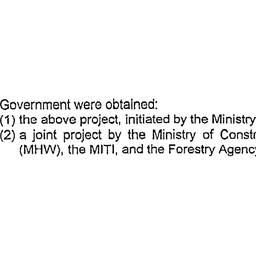 Government were obtained:
(1) the above project, initiated by the Ministry
(2) a joint project by the Ministry of Const
(MHW), the MITI, and the Forestry Agency